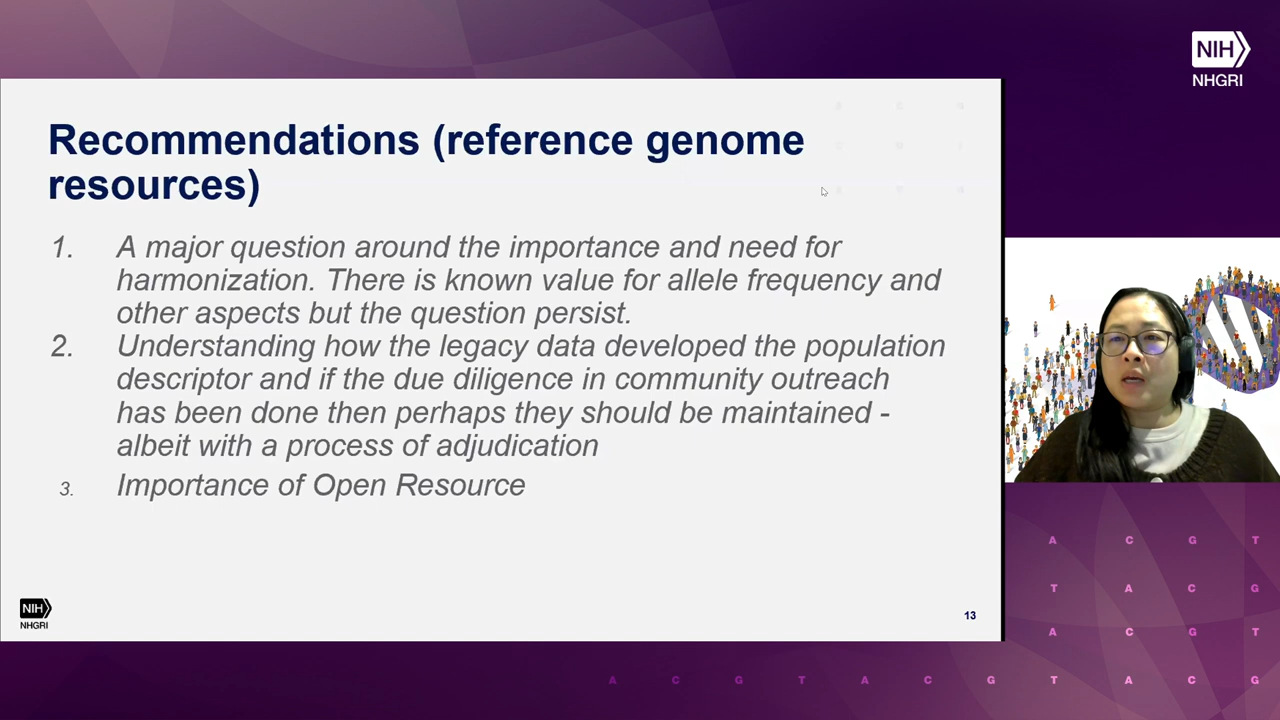 NIH
NHGRI
Recommendations (reference genome
resources)
1. A major question around the importance and need for
harmonization. There is known value for allele frequency and
other aspects but the question persist.
2. Understanding how the legacy data developed the population
descriptor and if the due diligence in community outreach
has been done then perhaps they should be maintained -
albeit with a process of adjudication
3. Importance of Open Resource
NIH
NHGRI
13
A C G T
T A C G
A C G T
A C G T A C G T A C G